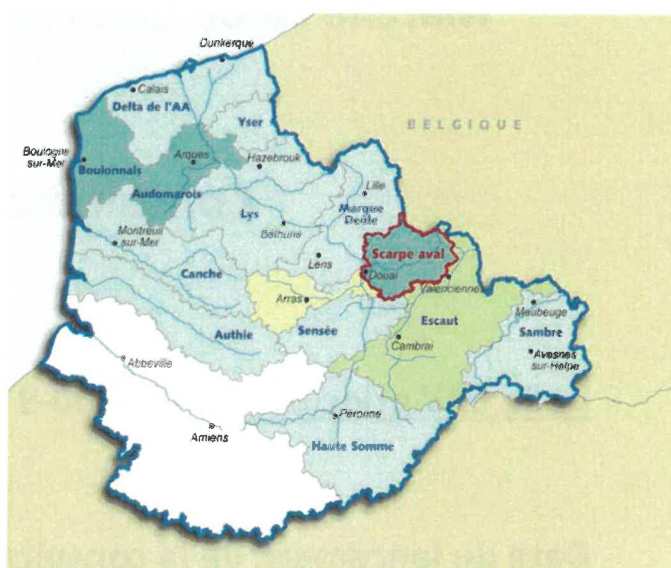 Dunkerque
Calais
Delta de l'AA
Yser
BELGIQUE
Boulogne
sur-Mer
Boulonnais
Arques
Hazebrouk
Audomarois
Lille
Lys
Marque
Deûle
Montreuil
sur-Mer
Béthune
Scarpe aval
Lens
Canche
Douai
Valenciennes
Arras
Escaut
Maubeuge
Authie
Sensée
Sambre
Cambrai
Abbeville
Avesnes
sur-Helpe
Péronne
Amiens
Haute Somme